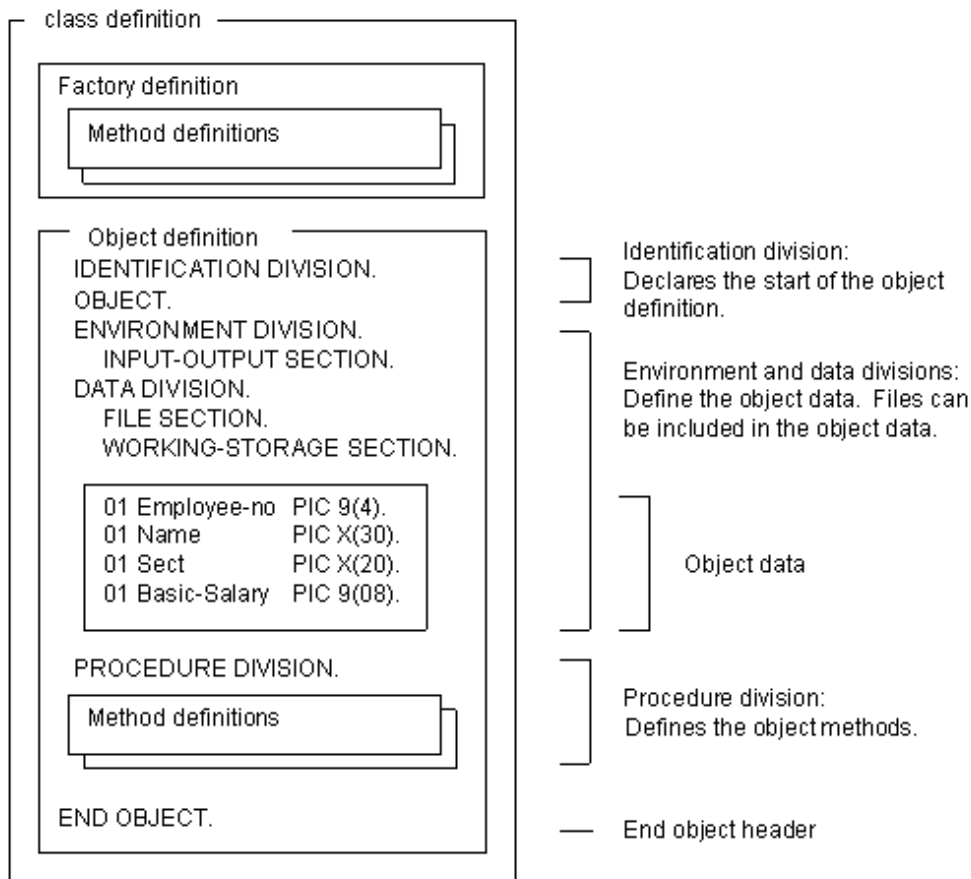 class definition
Factory definition
Method definitions
Object definition
IDENTIFICATION DIVISION.
OBJECT.
ENVIRONMENT DIVISION.
INPUT-OUTPUT SECTION.
DATA DIVISION.
FILE SECTION.
WORKING-STORAGE SECTION.
01 Employee-no PIC 9(4).
01 Name PIC X(30).
01 Sect PIC X(20).
01 Basic-Salary PIC 9(08).
PROCEDURE DIVISION.
Method definitions
END OBJECT.
Identification division:
Declares the start of the object
definition.
Environment and data divisions:
Define the object data. Files can
be included in the object data.
Object data
Procedure division:
Defines the object methods.
End object header